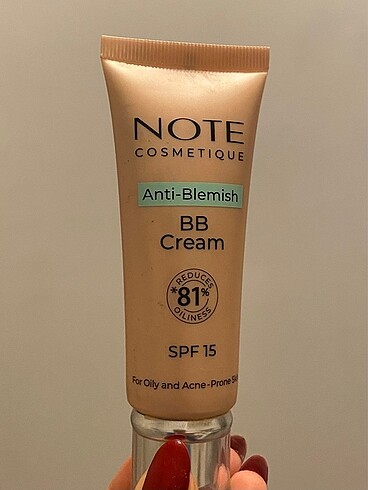 NOTE
COSMETIQUE
Anti-Blemish
BB
Cream
*REDUCES
81%
OILINESS
SPF 15
For Oily and Acne-Prone